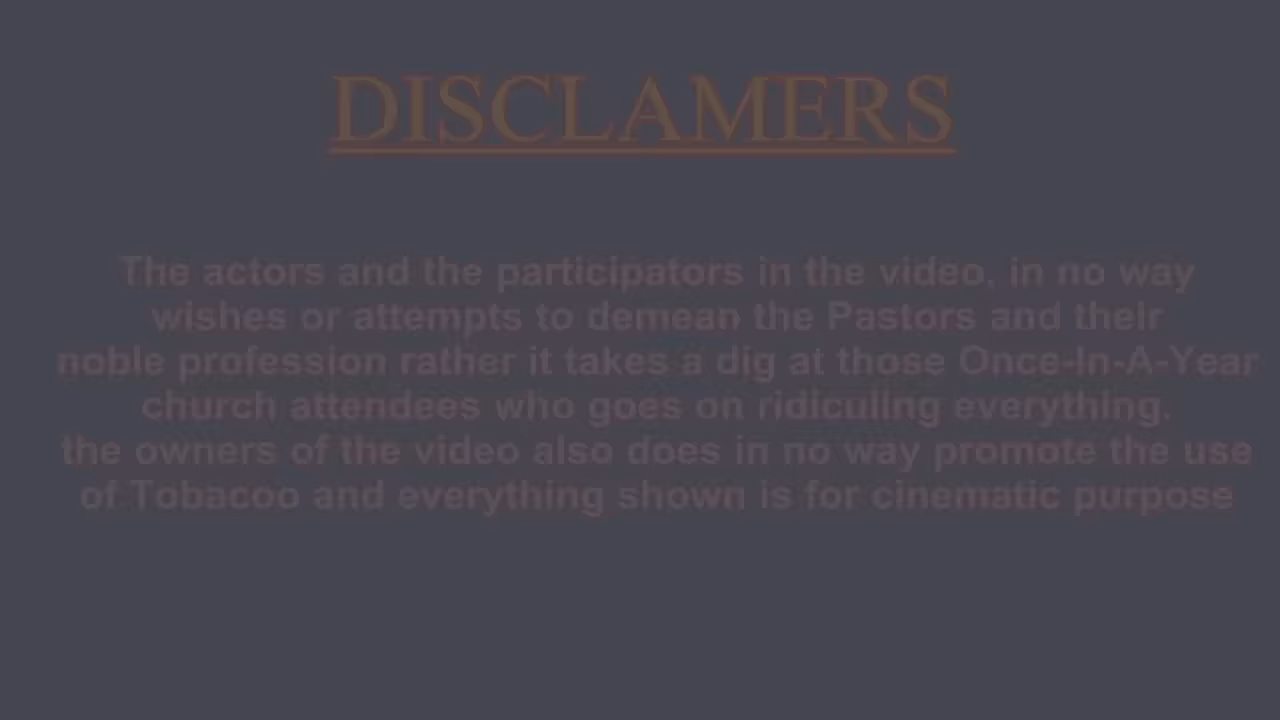 DISCLAMERS
The actors and the participators in the video, in no way
wishes or attempts to demean the Pastors and their
noble profession rather it takes a dig at those Once-In-A-Year
church attendees who goes on ridiculing everything.
the owners of the video also does in no way promote the use
of Tobacoo and everything shown is for cinematic purpose